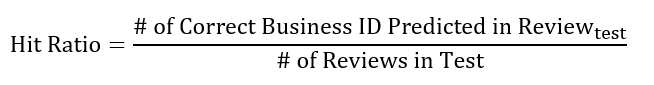 # of Correct Business ID Predicted in Review_test
Hit Ratio =
# of Reviews in Test